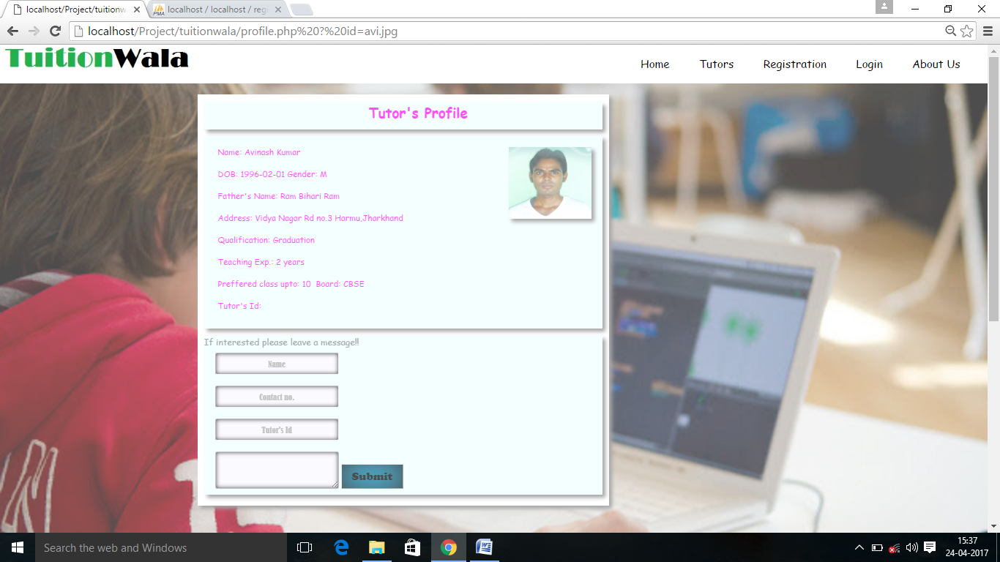 localhost/Project/tuitionw
localhost / localhost / reg
localhost/Project/tuitionwala/profile.php%20?%20id=avi.jpg
TuitionWala
Home Tutors Registration Login About Us
Tutor's Profile
Name: Avinash Kumar
DOB: 1996-02-01 Gender: M
Father's Name: Ram Bihari Ram
Address: Vidya Nagar Rd no.3 Harmu,Jharkhand
Qualification: Graduation
Teaching Exp.: 2 years
Preffered class upto: 10 Board: CBSE
Tutor's Id:
If interested please leave a message!!
Name
Contact no.
Tutor's Id
Submit
Search the web and Windows
15:37
24-04-2017